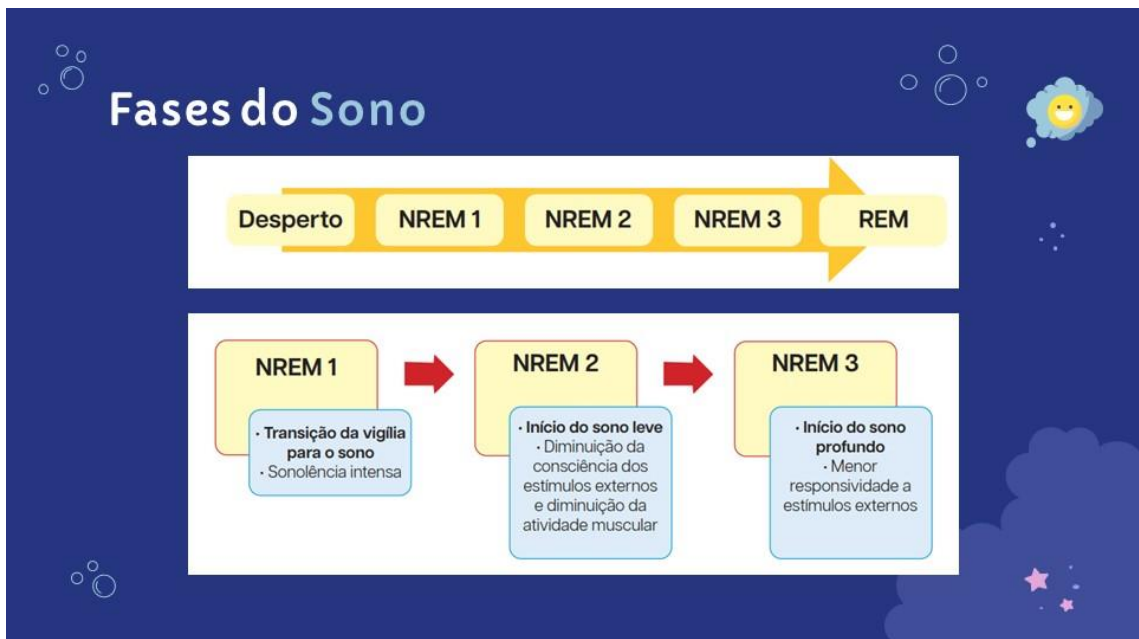 Fases do Sono
Desperto
NREM 1
NREM 2
NREM 3
REM
NREM 1
· Transição da vigília
para o sono
· Sonolência intensa
NREM 2
· Início do sono leve
· Diminuição da
consciência dos
estímulos externos
e diminuição da
atividade muscular
NREM 3
· Início do sono
profundo
· Menor
responsividade a
estímulos externos